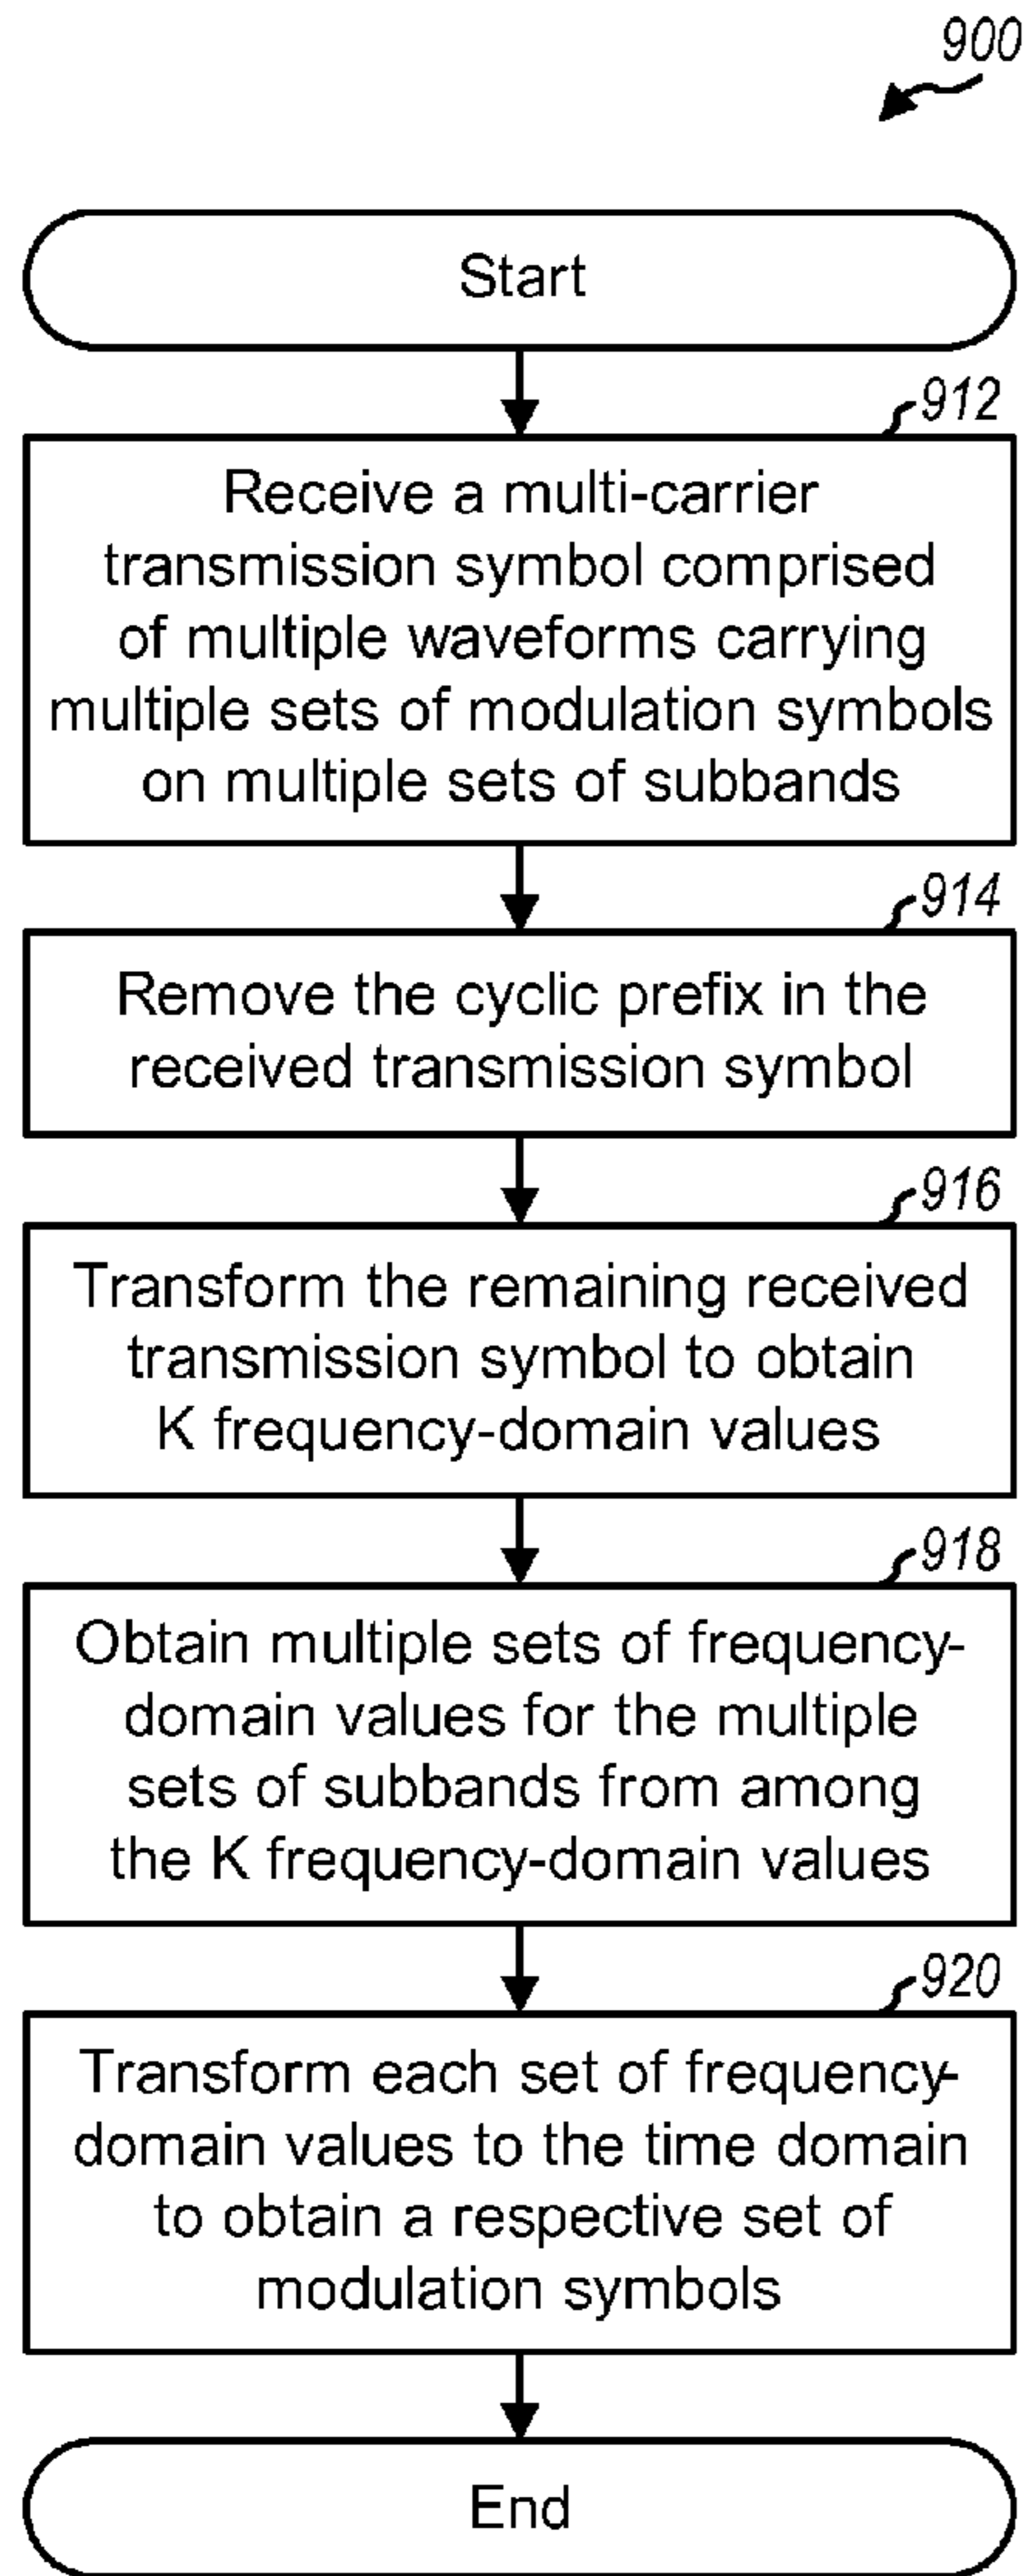 900
Start
912
Receive a multi-carrier
transmission symbol comprised
of multiple waveforms carrying
multiple sets of modulation symbols
on multiple sets of subbands
914
Remove the cyclic prefix in the
received transmission symbol
916
Transform the remaining received
transmission symbol to obtain
K frequency-domain values
918
Obtain multiple sets of frequency-
domain values for the multiple
sets of subbands from among
the K frequency-domain values
920
Transform each set of frequency-
domain values to the time domain
to obtain a respective set of
modulation symbols
End